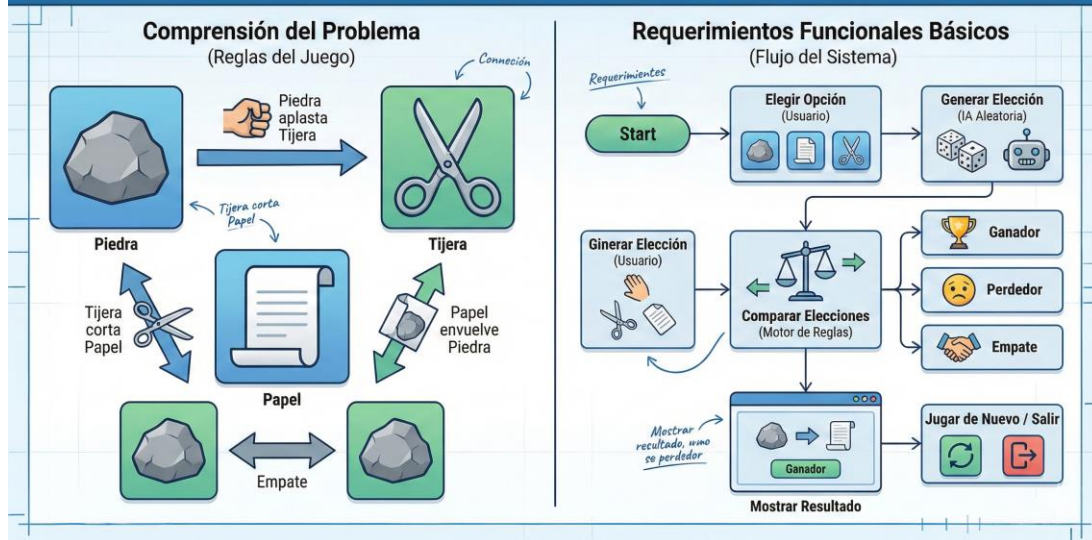 Comprensión del Problema
(Reglas del Juego)
Connección
Piedra
aplasta
Tijera
Tijera corta
Papel
Piedra
Tijera
Tijera
corta
Papel
Papel
envuelve
Piedra
Papel
Empate
Requerimientos Funcionales Básicos
(Flujo del Sistema)
Requerimientes
Start
Elegir Opción
(Usuario)
Generar Elección
(IA Aleatoria)
Ginerar Elección
(Usuario)
Comparar Elecciones
(Motor de Reglas)
Ganador
Perdedor
Empate
Mostrar
resultado, umo
se perdedor
Ganador
Mostrar Resultado
Jugar de Nuevo / Salir